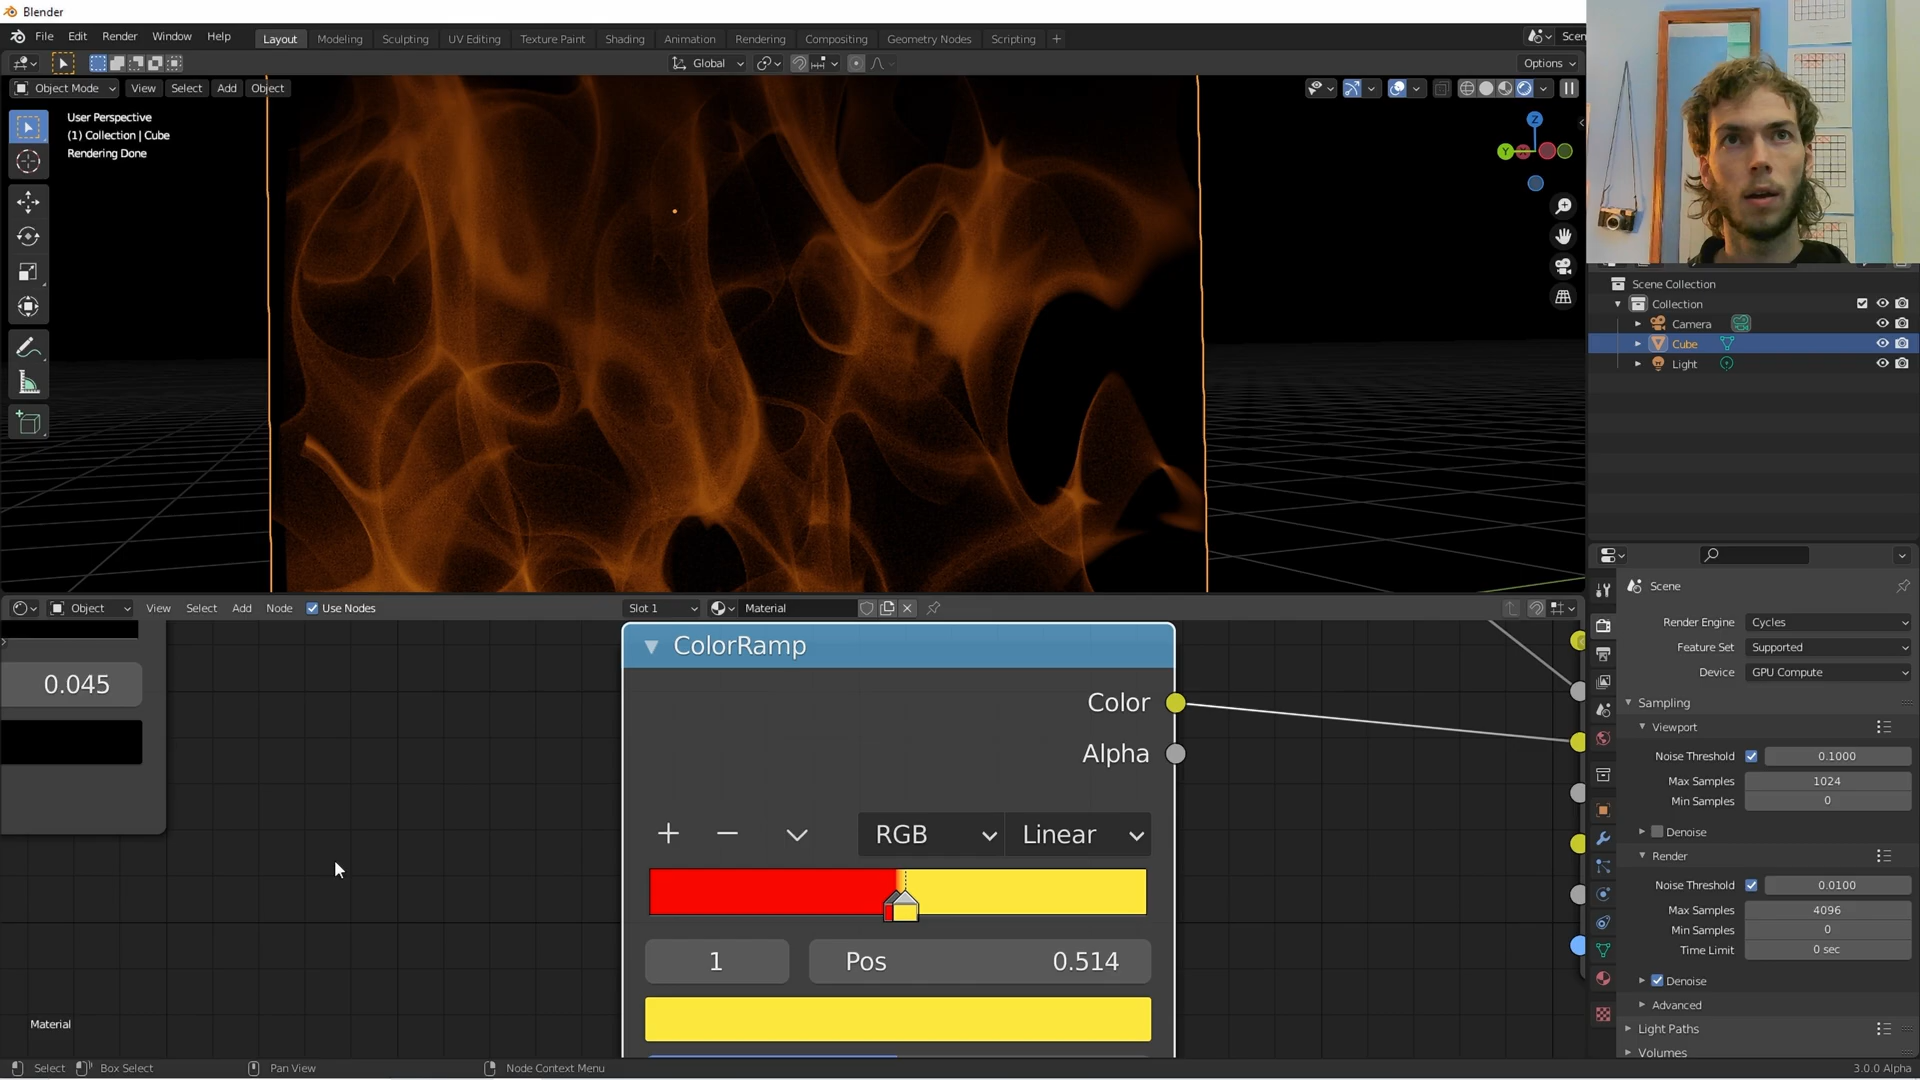 Blender
File Edit Render Window Help Layout Modeling Sculpting UV Editing Texture Paint Shading Animation Rendering Compositing Geometry Nodes Scripting + Scen
Global Options
Object Mode View Select Add Object
User Perspective
(1) Collection | Cube
Rendering Done
Z
Y
Scene Collection
Collection
Camera
Cube
Light
Scene
Render Engine Cycles
Feature Set Supported
Device GPU Compute
Sampling
Viewport
Noise Threshold 0.1000
Max Samples 1024
Min Samples 0
Denoise
Render
Noise Threshold 0.0100
Max Samples 4096
Min Samples 0
Time Limit 0 sec
Denoise
Advanced
Light Paths
Volumes
Object View Select Add Node Use Nodes Slot 1 Material
0.045
ColorRamp
Color
Alpha
RGB Linear
1 Pos 0.514
Material
Select Box Select Pan View Node Context Menu 3.0.0 Alpha